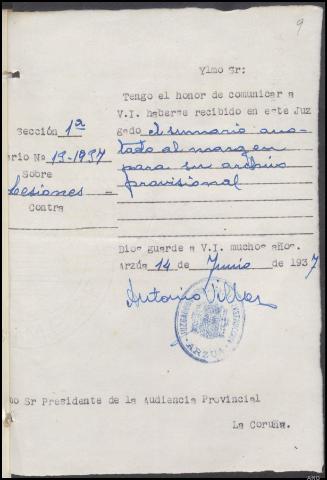 9
Ylmo Sr:
Tengo el honor de comunicar a
V.I. haberse recibido en este Juz
gado el sumario ano-
tado al margen
para su archivo
provisional
Sección 1ª
ario Nº 19-1937
Sobre
Lesiones -
Contra
Dios guarde a V.I. muchos años.
Arzúa 14 de Junio de 1937
Antonio Villar
ARZUA
mo Sr Presidente de la Audiencia Provincial
La Coruña.